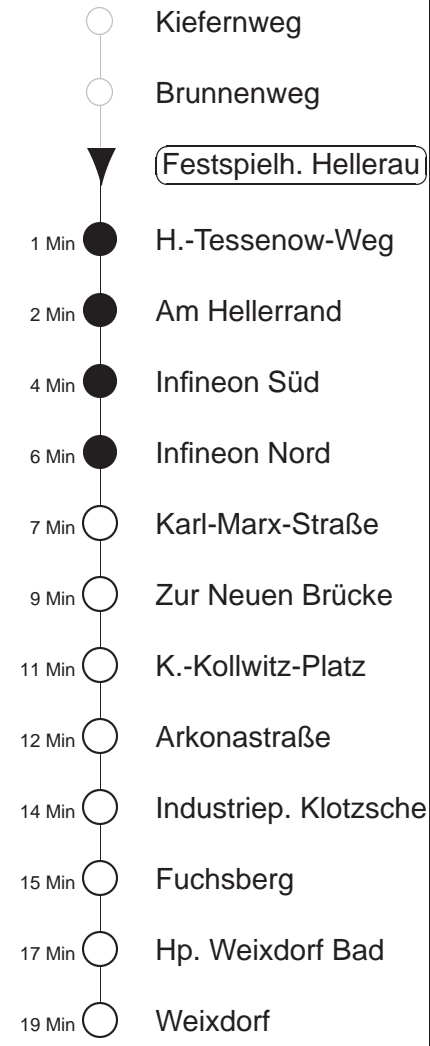 Kiefernweg
Brunnenweg
Festspielh. Hellerau
1 Min H.-Tessenow-Weg
2 Min Am Hellerrand
4 Min Infineon Süd
6 Min Infineon Nord
7 Min Karl-Marx-Straße
9 Min Zur Neuen Brücke
11 Min K.-Kollwitz-Platz
12 Min Arkonastraße
14 Min Industriep. Klotzsche
15 Min Fuchsberg
17 Min Hp. Weixdorf Bad
19 Min Weixdorf